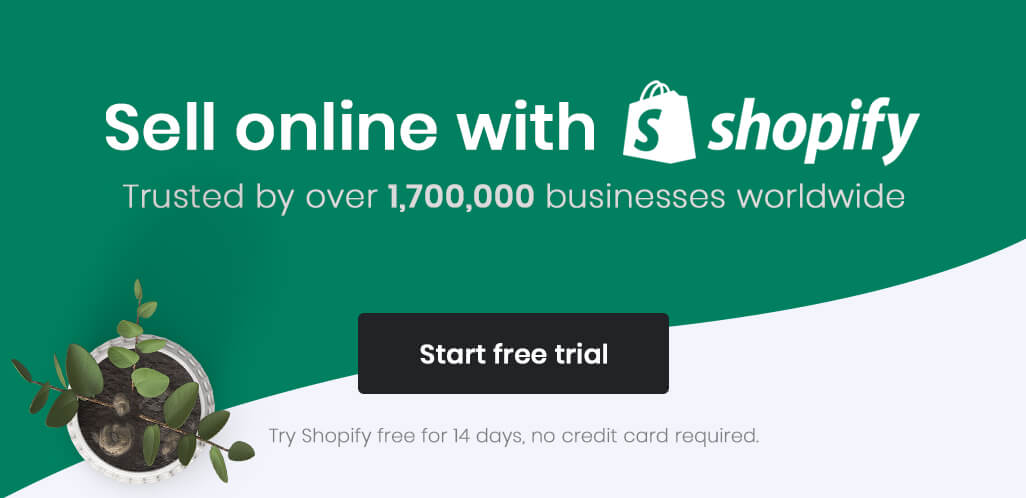 Sell online with shopify
Trusted by over 1,700,000 businesses worldwide
Start free trial
Try Shopify free for 14 days, no credit card required.